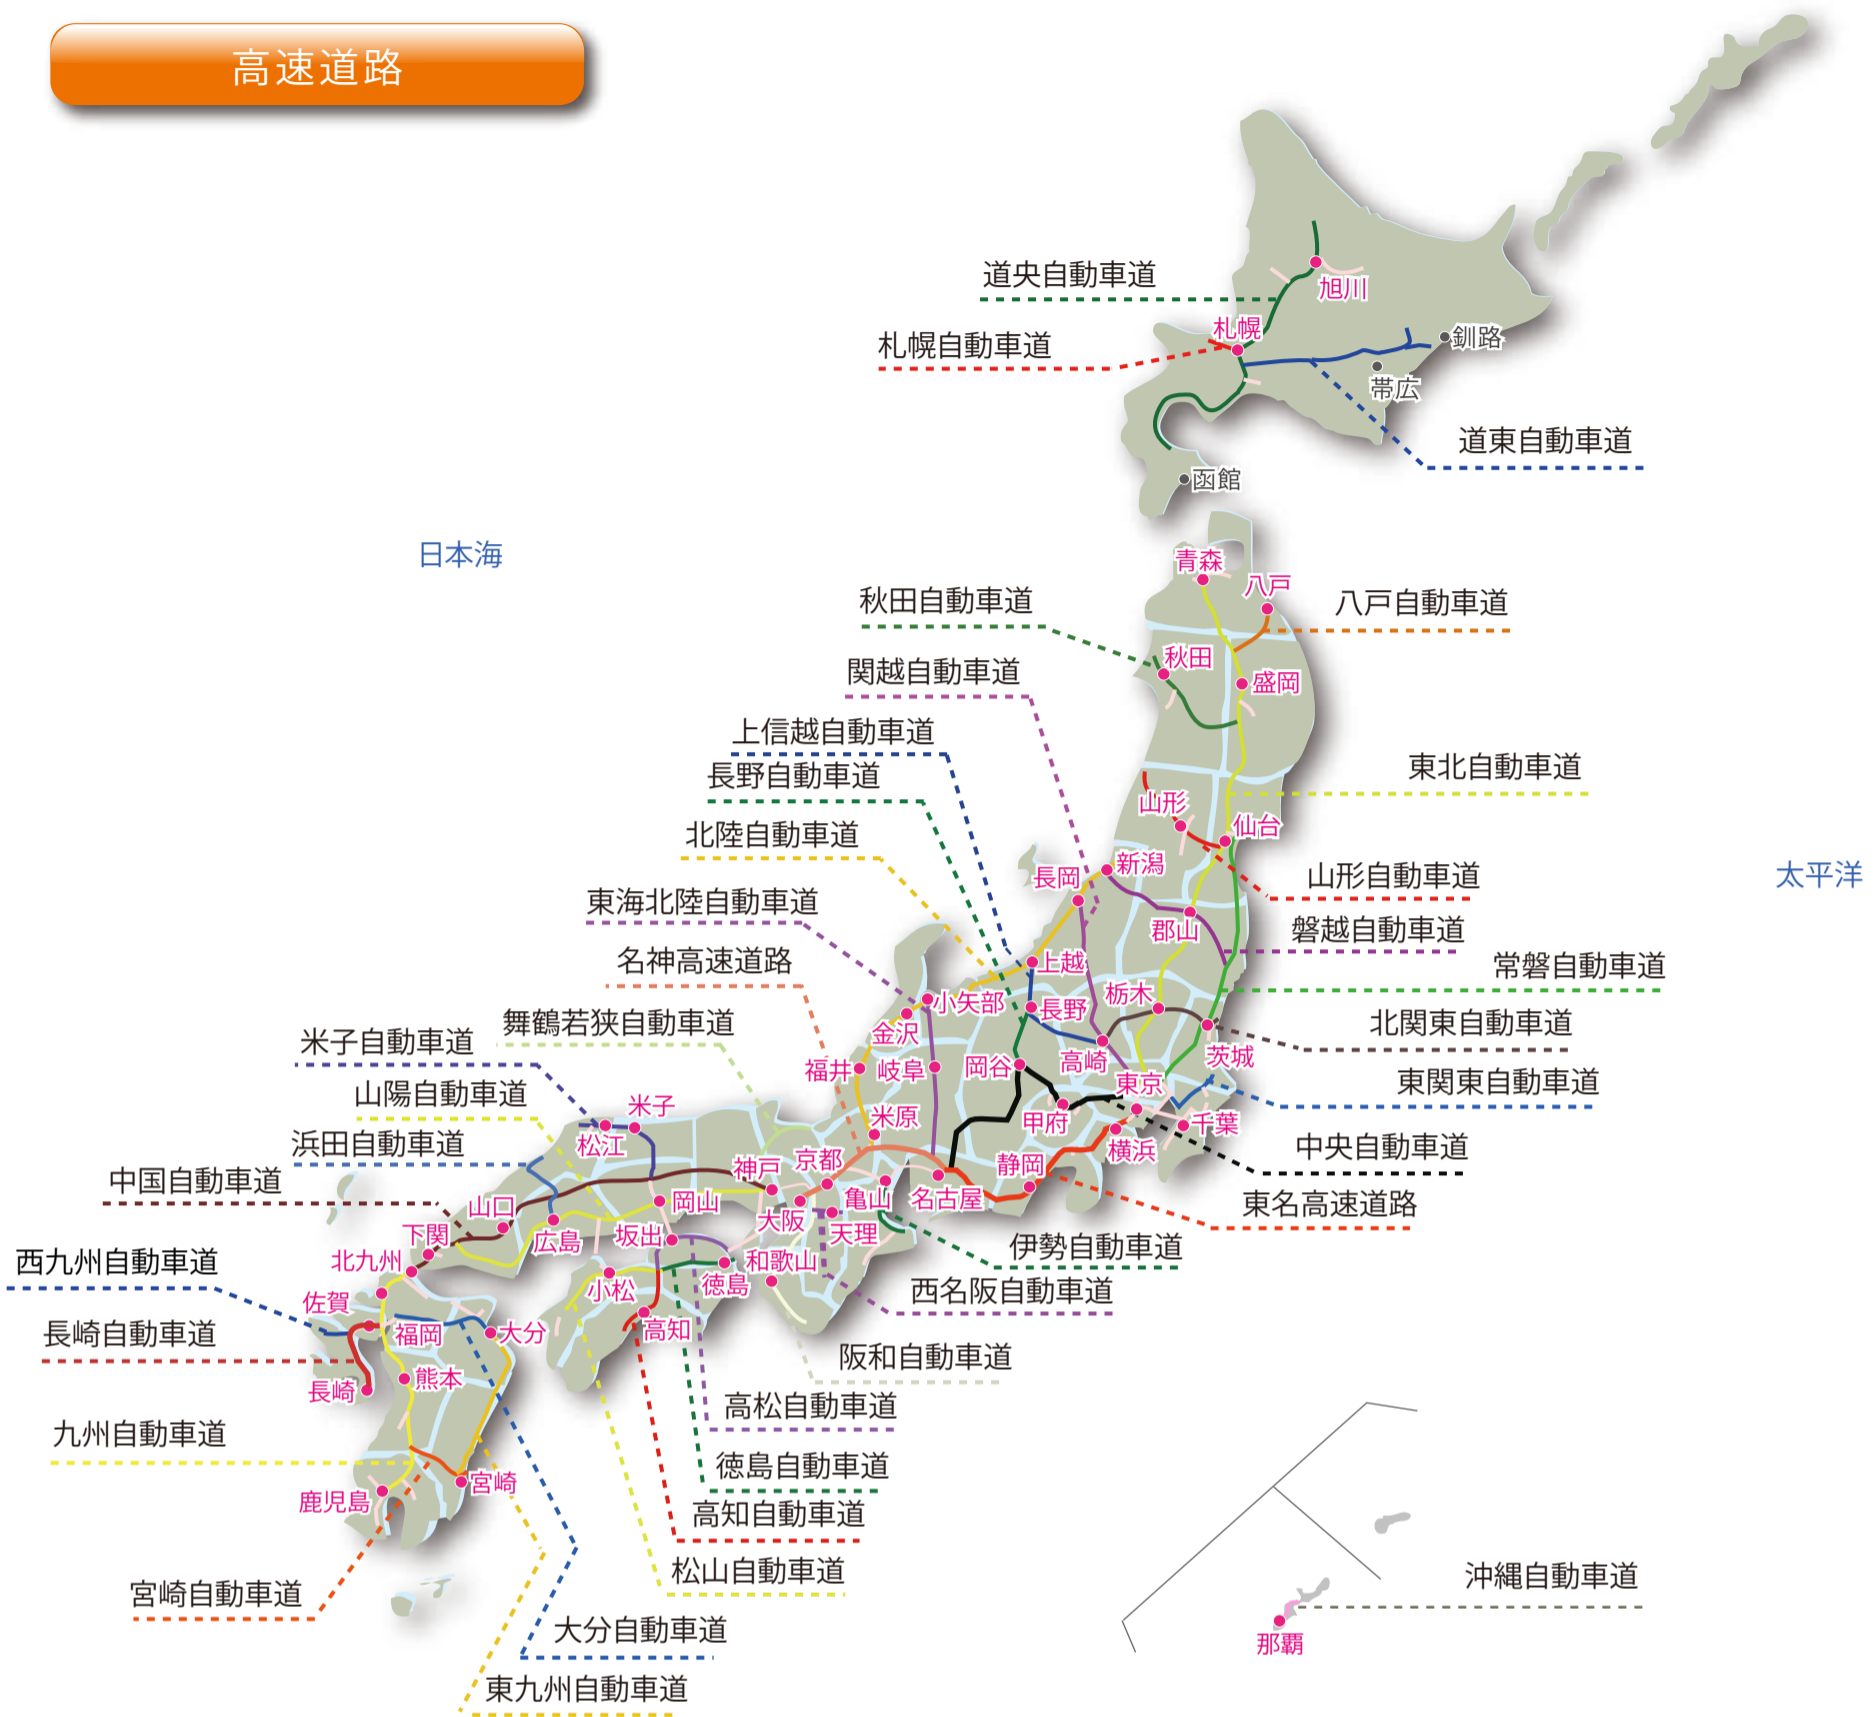 高速道路
道央自動車道
旭川
札幌
札幌自動車道
釧路
帯広
道東自動車道
函館
日本海
青森
八戸
秋田自動車道
八戸自動車道
秋田
関越自動車道
盛岡
上信越自動車道
東北自動車道
長野自動車道
山形
仙台
北陸自動車道
新潟
長岡
山形自動車道
太平洋
東海北陸自動車道
郡山
磐越自動車道
名神高速道路
上越
常磐自動車道
小矢部
長野
栃木
舞鶴若狭自動車道
金沢
北関東自動車道
米子自動車道
福井
岐阜
岡谷
高崎
茨城
東京
東関東自動車道
山陽自動車道
米子
米原
甲府
千葉
浜田自動車道
松江
横浜
中央自動車道
中国自動車道
神戸
京都
静岡
山口
岡山
亀山
名古屋
東名高速道路
下関
広島
坂出
大阪
天理
伊勢自動車道
西九州自動車道
北九州
和歌山
小松
徳島
西名阪自動車道
佐賀
長崎自動車道
福岡
大分
高知
阪和自動車道
長崎
熊本
高松自動車道
九州自動車道
徳島自動車道
鹿児島
宮崎
高知自動車道
松山自動車道
宮崎自動車道
沖縄自動車道
大分自動車道
那覇
東九州自動車道